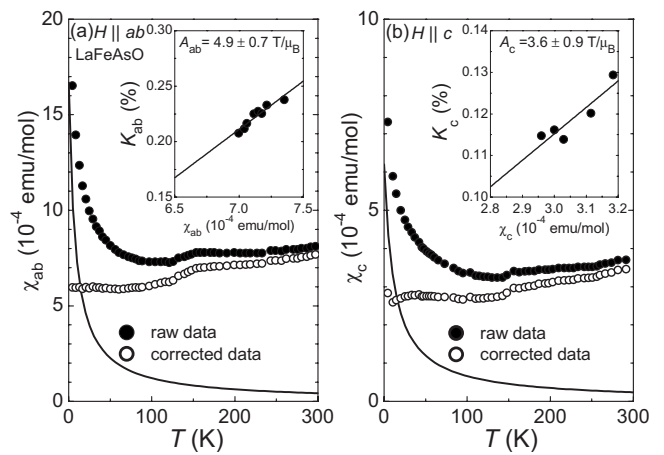 (a) H || ab
LaFeAsO
A_ab = 4.9 ± 0.7 T/μ_B
K_ab (%)
0.30
0.25
0.20
0.15
6.5
7.0
7.5
χ_ab (10^-4 emu/mol)
χ_ab (10^-4 emu/mol)
20
15
10
5
0
raw data
corrected data
0
100
200
300
T (K)
(b) H || c
A_c =3.6 ± 0.9 T/μ_B
K_c (%)
0.14
0.13
0.12
0.11
0.10
2.8
3.0
3.2
χ_c (10^-4 emu/mol)
χ_c (10^-4 emu/mol)
10
5
0
raw data
corrected data
0
100
200
300
T (K)